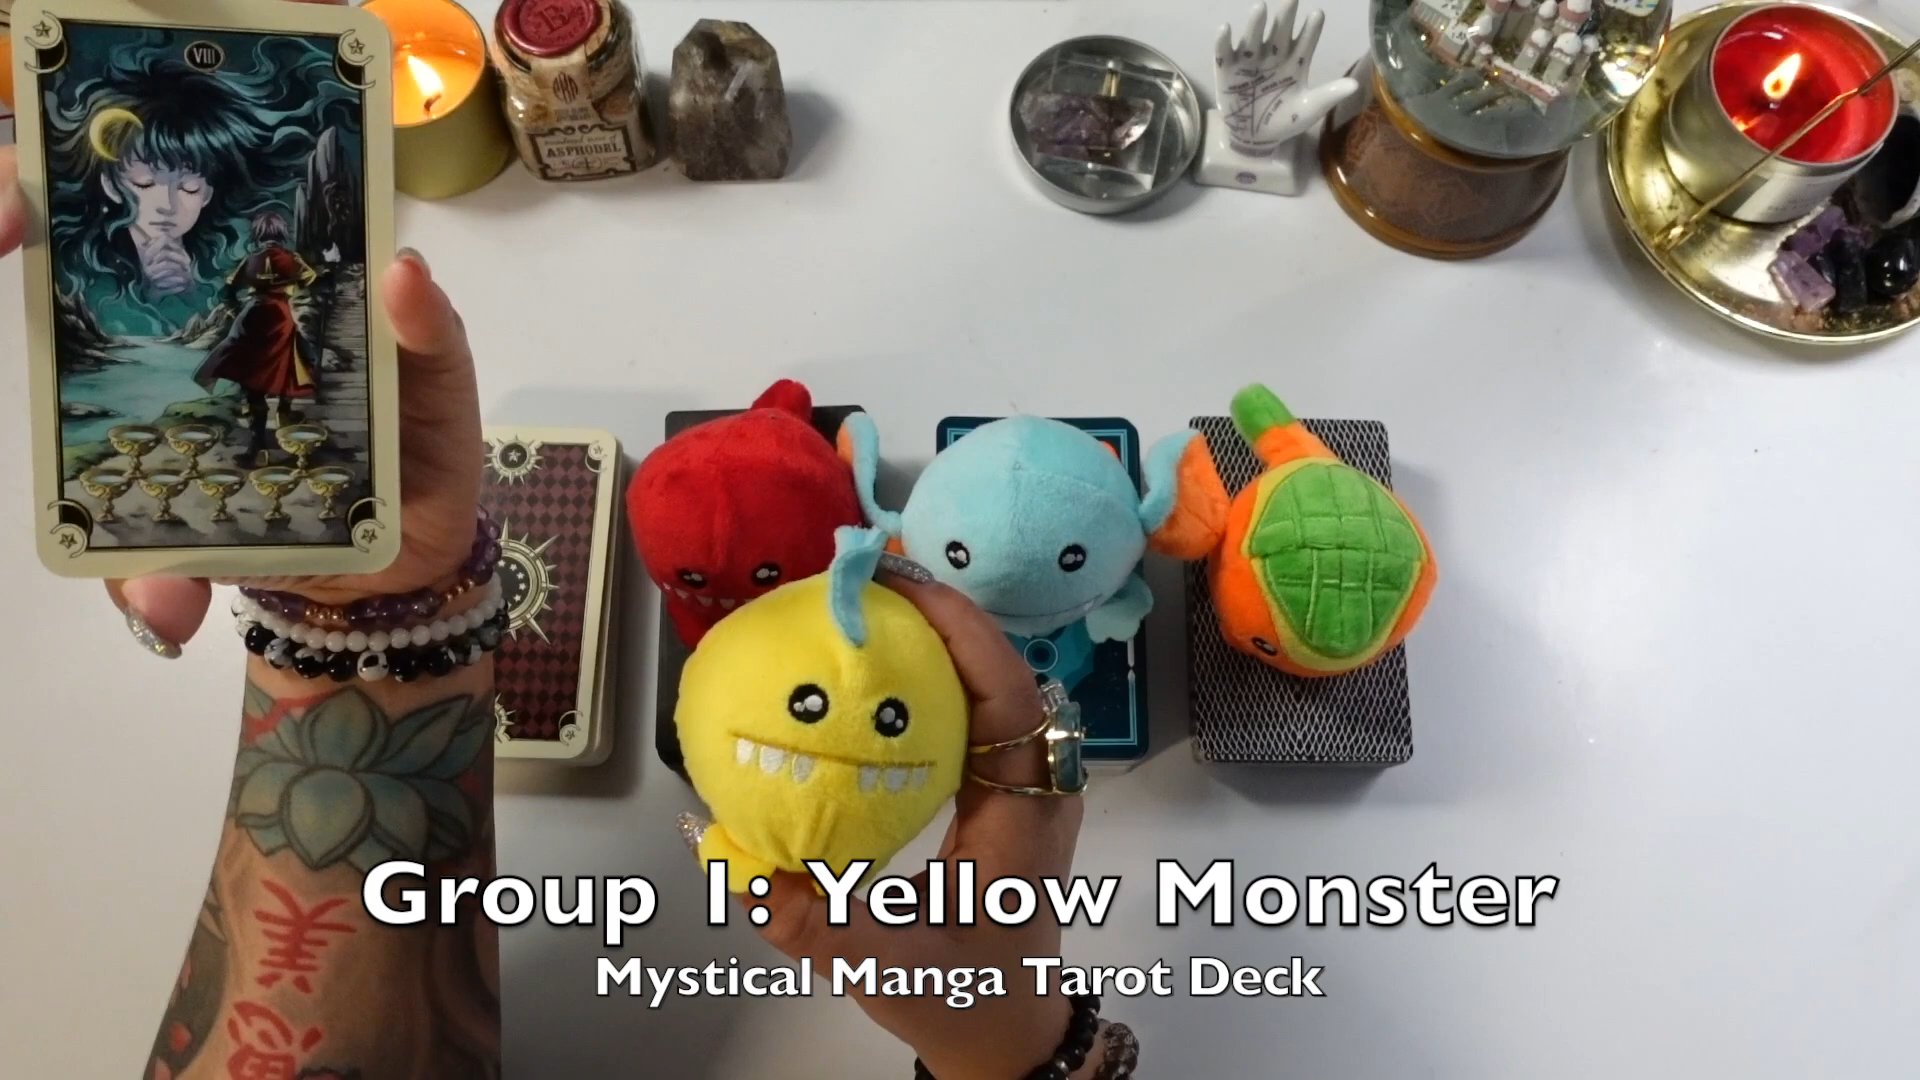 VIII
ASPHODEL
Group 1: Yellow Monster
Mystical Manga Tarot Deck